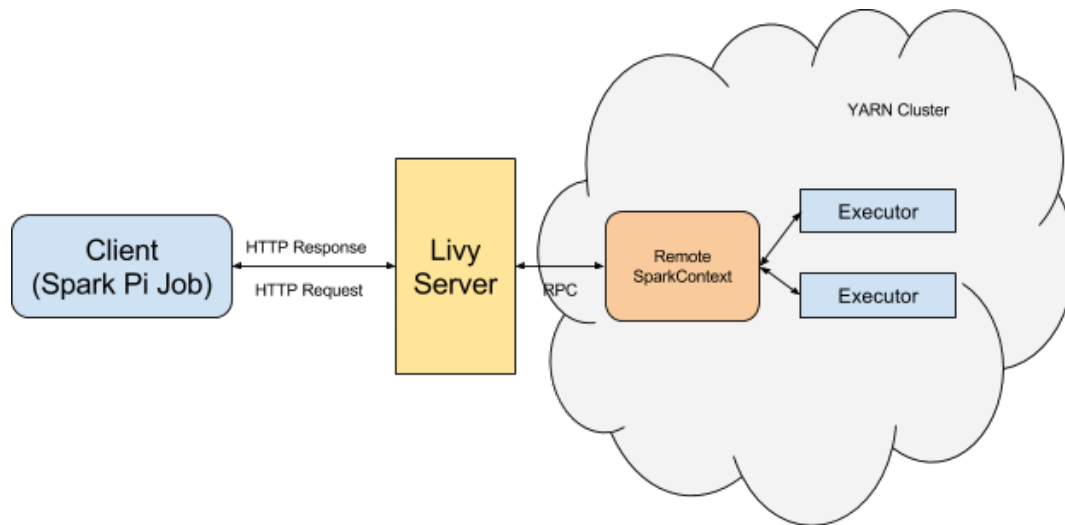 YARN Cluster
Client
(Spark Pi Job)
HTTP Response
HTTP Request
Livy
Server
RPC
Remote
SparkContext
Executor
Executor